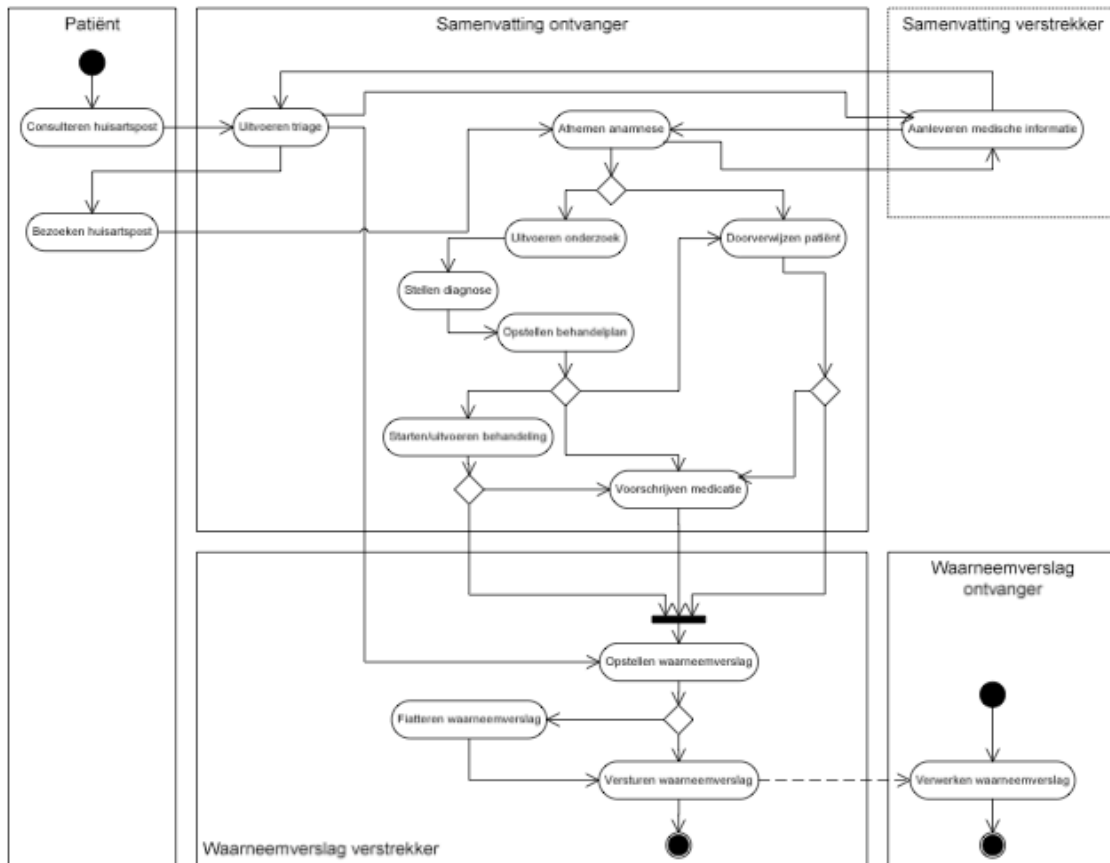 Patiënt
Samenvatting ontvanger
Samenvatting verstrekker
Consulteren huisartspost
Uitvoeren triage
Afnemen anamnese
Aanleveren medische informatie
Bezoeken huisartspost
Uitvoeren onderzoek
Doorverwijzen patiënt
Stellen diagnose
Opstellen behandelplan
Starten/uitvoeren behandeling
Voorschrijven medicatie
Waarneemverslag
ontvanger
Opstellen waarneemverslag
Fiatteren waarneemverslag
Versturen waarneemverslag
Verwerken waarneemverslag
Waarneemverslag verstrekker